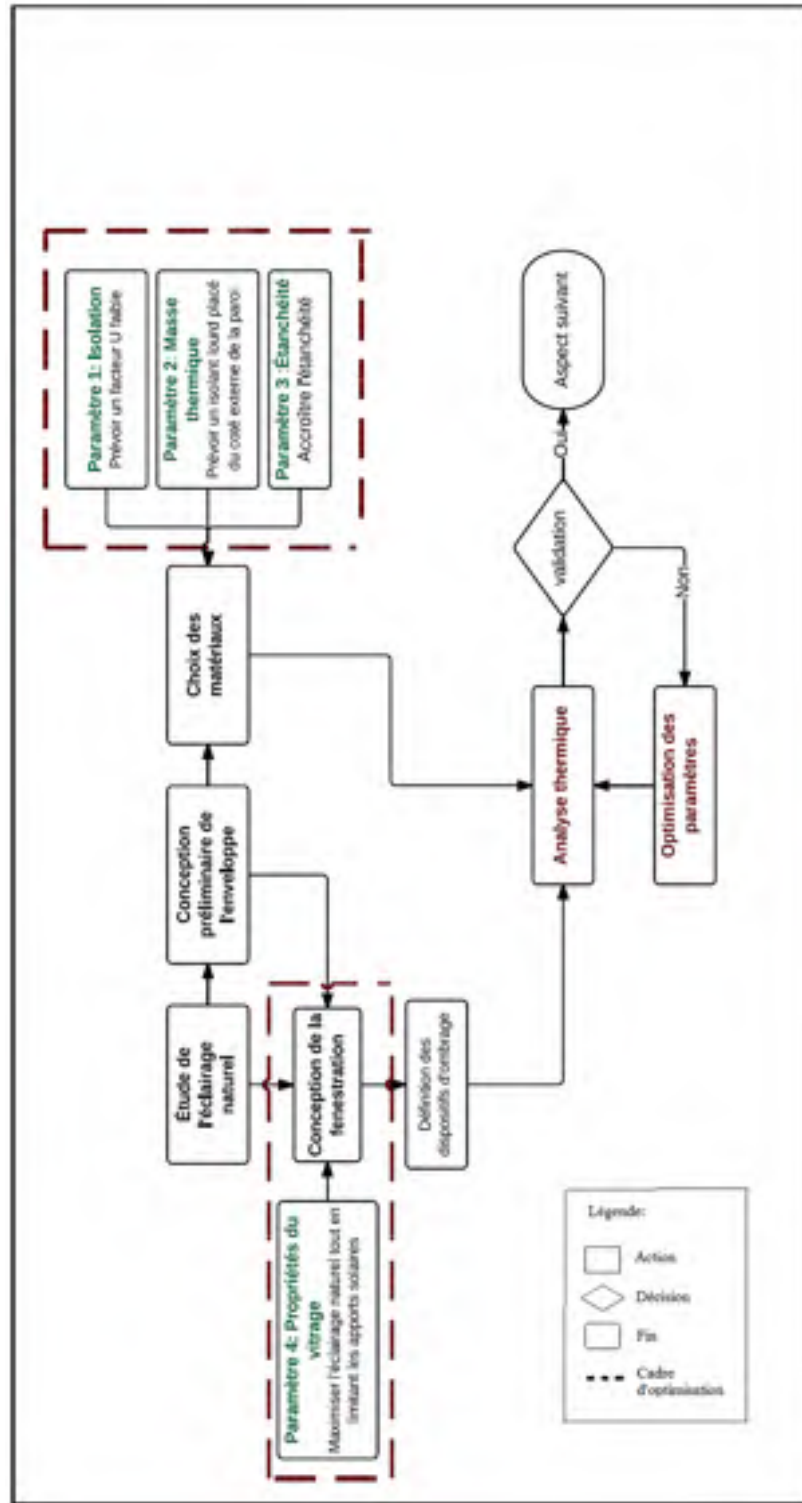 Étude de
l'éclairage
naturel
Conception
préliminaire de
l'enveloppe
Choix des
matériaux
Paramètre 1: Isolation
Prévoir un facteur U faible
Paramètre 2: Masse
thermique
Prévoir un isolant lourd placé
du coté externe de la paroi
Paramètre 3 :Étanchéité
Accroître l'étanchéité
Paramètre 4: Propriétés du
vitrage
Maximiser l'éclairage naturel tout en
limitant les apports solaires
Conception de la
fenestration
Définition des
dispositifs d'ombrage
Analyse thermique
validation
Oui
Aspect suivant
Non
Optimisation des
paramètres
Légende:
Action
Décision
Fin
Cadre
d'optimisation